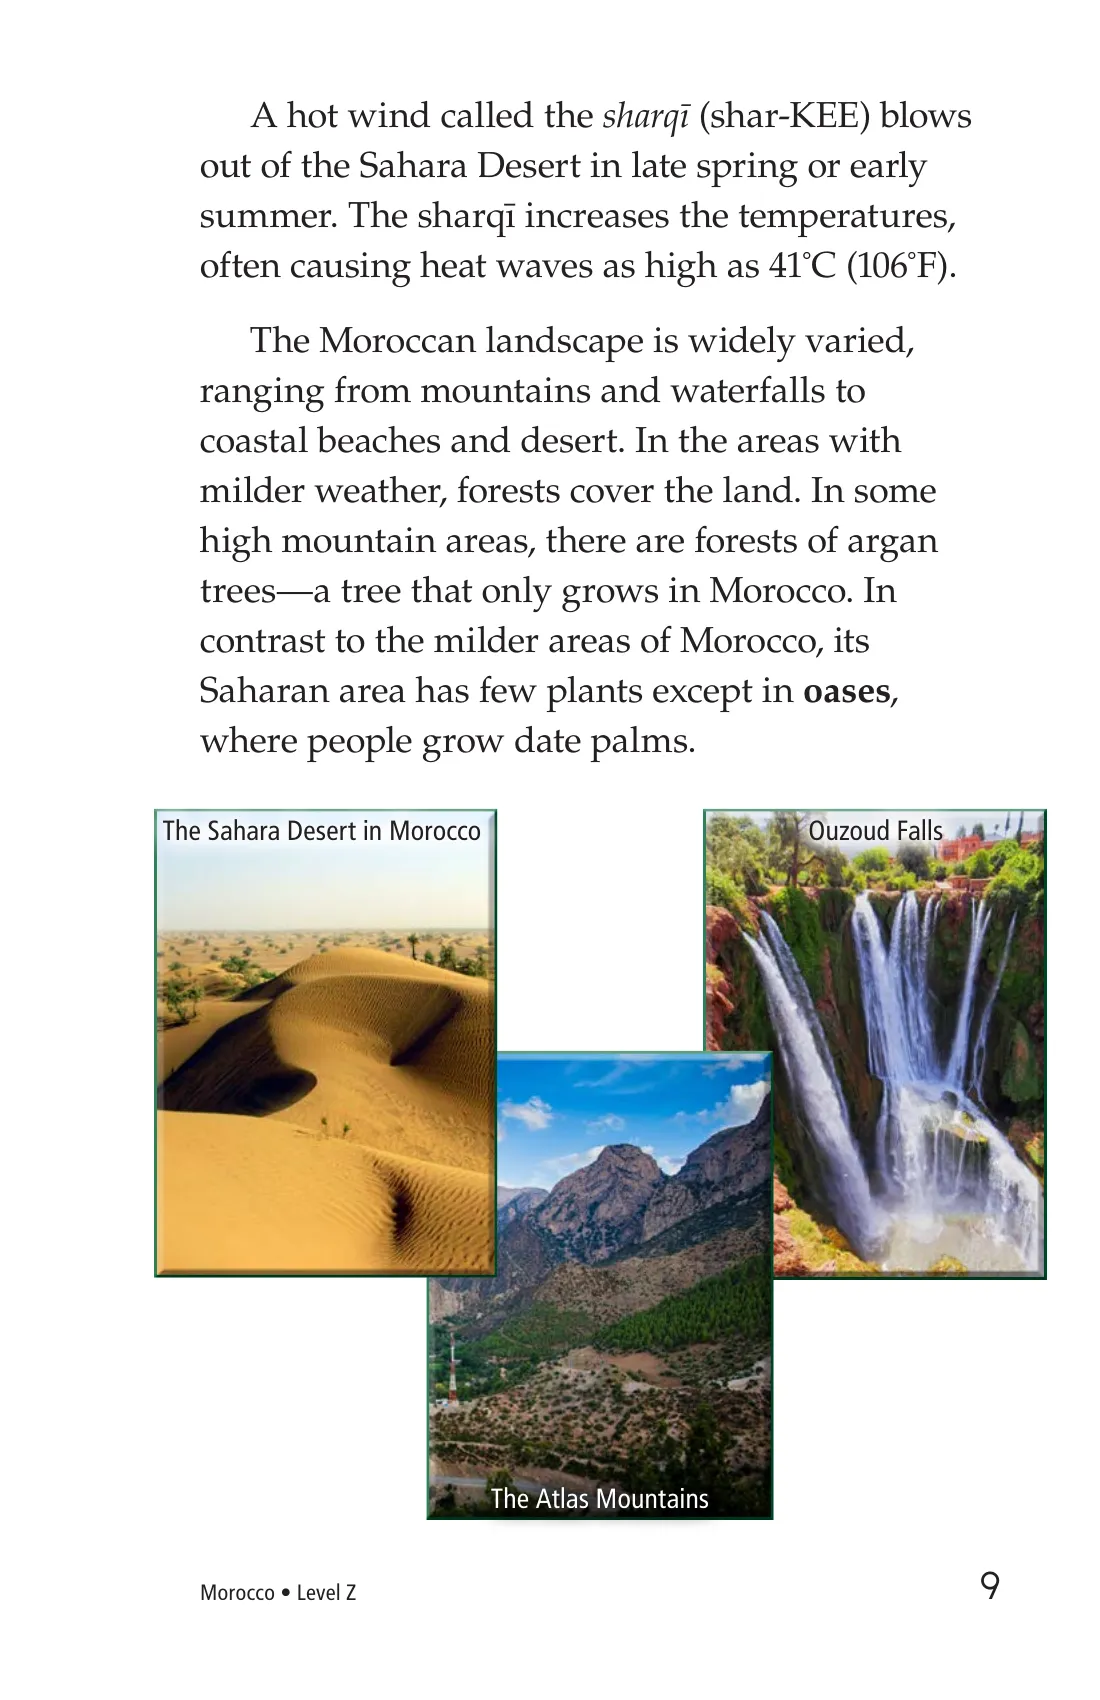 A hot wind called the sharqī (shar-KEE) blows
out of the Sahara Desert in late spring or early
summer. The sharqī increases the temperatures,
often causing heat waves as high as 41˚C (106˚F).
The Moroccan landscape is widely varied,
ranging from mountains and waterfalls to
coastal beaches and desert. In the areas with
milder weather, forests cover the land. In some
high mountain areas, there are forests of argan
trees—a tree that only grows in Morocco. In
contrast to the milder areas of Morocco, its
Saharan area has few plants except in oases,
where people grow date palms.
The Sahara Desert in Morocco
Ouzoud Falls
The Atlas Mountains
Morocco • Level Z
9